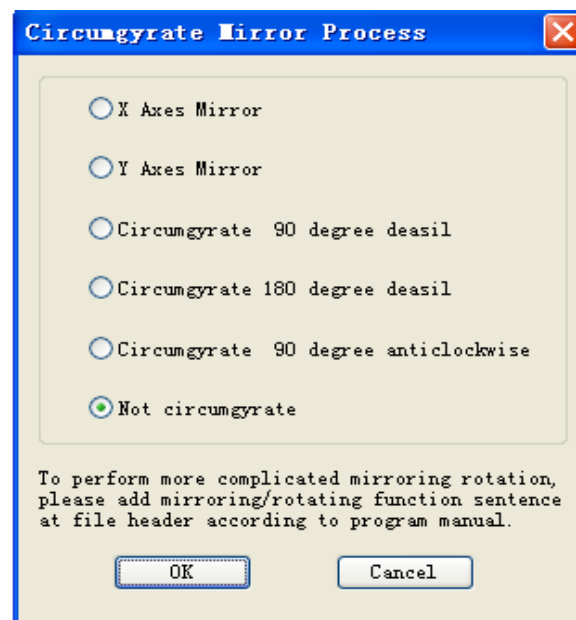 Circumgyrate Mirror Process
X Axes Mirror
Y Axes Mirror
Circumgyrate  90 degree deasil
Circumgyrate 180 degree deasil
Circumgyrate  90 degree anticlockwise
Not circumgyrate
To perform more complicated mirroring rotation,
please add mirroring/rotating function sentence
at file header according to program manual.
OK Cancel